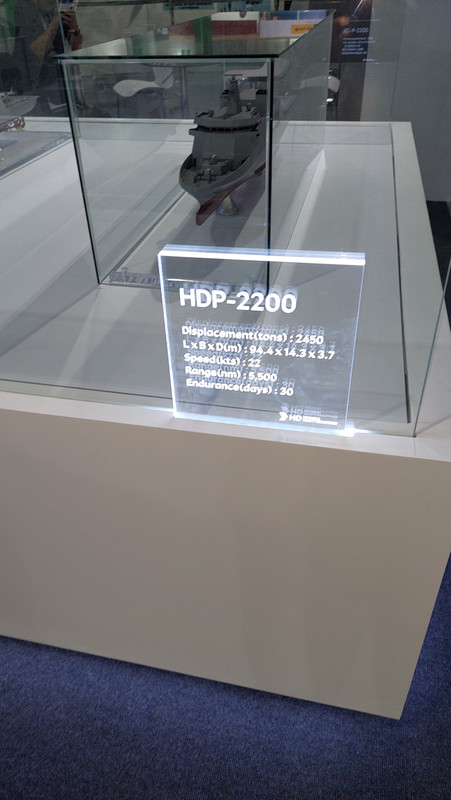 HDP-2200
Displacement(tons) : 2450
L x B x D(m) : 94.4 x 14.3 x 3.7
Speed(kts) : 22
Range(nm) : 5,500
Endurance(days) : 30
HD